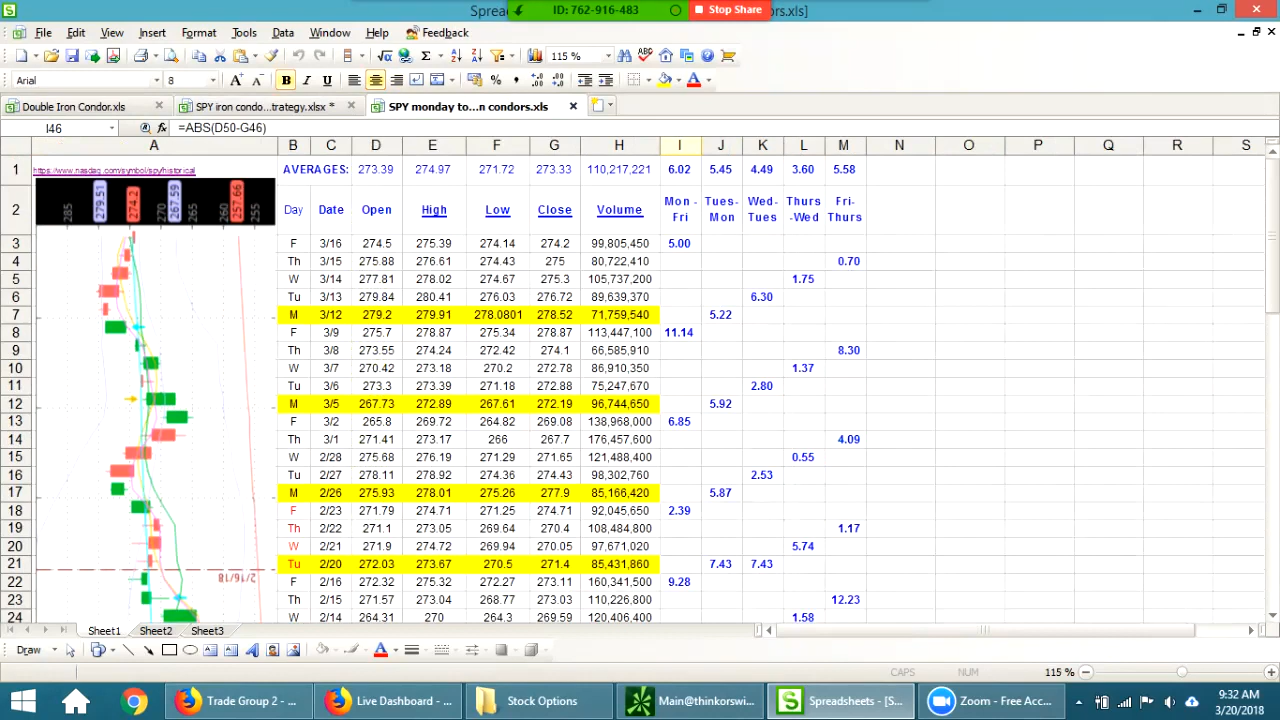 Sprea
ID: 762-916-483
Stop Share
ors.xls]
File Edit View Insert Format Tools Data Window Help Feedback
115 %
Arial 8 B I U
Double Iron Condor.xls
SPY iron condo...trategy.xlsx *
SPY monday to...n condors.xls
I46 =ABS(D50-G46)
A B C D E F G H I J K L M N O P Q R S
1 https://www.nasdaq.com/symbol/spy/historical AVERAGES: 273.39 274.97 271.72 273.33 110,217,221 6.02 5.45 4.49 3.60 5.58
2 Day Date Open High Low Close Volume Mon - Fri Tues- Mon Wed- Tues Thurs -Wed Fri- Thurs
285 279.51 274.2 270 267.59 260 257.66 255
3 F 3/16 274.5 275.39 274.14 274.2 99,805,450 5.00
4 Th 3/15 275.88 276.61 274.43 275 80,722,410 0.70
5 W 3/14 277.81 278.02 274.67 275.3 105,737,200 1.75
6 Tu 3/13 279.84 280.41 276.03 276.72 89,639,370 6.30
7 M 3/12 279.2 279.91 278.0801 278.52 71,759,540 5.22
8 F 3/9 275.7 278.87 275.34 278.87 113,447,100 11.14
9 Th 3/8 273.55 274.24 272.42 274.1 66,585,910 8.30
10 W 3/7 270.42 273.18 270.2 272.78 86,910,350 1.37
11 Tu 3/6 273.3 273.39 271.18 272.88 75,247,670 2.80
12 M 3/5 267.73 272.89 267.61 272.19 96,744,650 5.92
13 F 3/2 265.8 269.72 264.82 269.08 138,968,000 6.85
14 Th 3/1 271.41 273.17 266 267.7 176,457,600 4.09
15 W 2/28 275.68 276.19 271.29 271.65 121,488,400 0.55
16 Tu 2/27 278.11 278.92 274.36 274.43 98,302,760 2.53
17 M 2/26 275.93 278.01 275.26 277.9 85,166,420 5.87
18 F 2/23 271.79 274.71 271.25 274.71 92,045,650 2.39
19 Th 2/22 271.1 273.05 269.64 270.4 108,484,800 1.17
20 W 2/21 271.9 274.72 269.94 270.05 97,671,020 5.74
21 Tu 2/20 272.03 273.67 270.5 271.4 85,431,860 7.43 7.43
2/16/18
22 F 2/16 272.32 275.32 272.27 273.11 160,341,500 9.28
23 Th 2/15 271.57 273.04 268.77 273.03 110,226,800 12.23
24 W 2/14 264.31 270 264.3 269.59 120,406,400 1.58
Sheet1 Sheet2 Sheet3
Draw
CAPS NUM 115 %
Trade Group 2 - ...
Live Dashboard - ...
Stock Options
Main@thinkorswi...
Spreadsheets - [S...
Zoom - Free Acc...
9:32 AM
3/20/2018